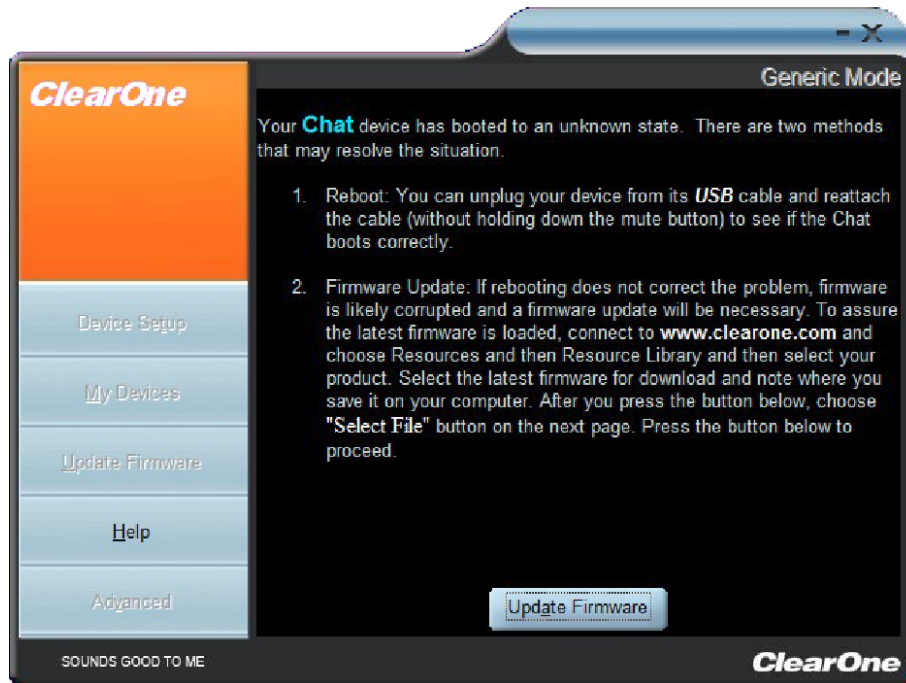 ClearOne
Generic Mode
Your Chat device has booted to an unknown state. There are two methods
that may resolve the situation.
1. Reboot: You can unplug your device from its USB cable and reattach
the cable (without holding down the mute button) to see if the Chat
boots correctly.
2. Firmware Update: If rebooting does not correct the problem, firmware
is likely corrupted and a firmware update will be necessary. To assure
the latest firmware is loaded, connect to www.clearone.com and
choose Resources and then Resource Library and then select your
product. Select the latest firmware for download and note where you
save it on your computer. After you press the button below, choose
"Select File" button on the next page. Press the button below to
proceed.
Device Setup
My Devices
Update Firmware
Help
Advanced
Update Firmware
SOUNDS GOOD TO ME
ClearOne